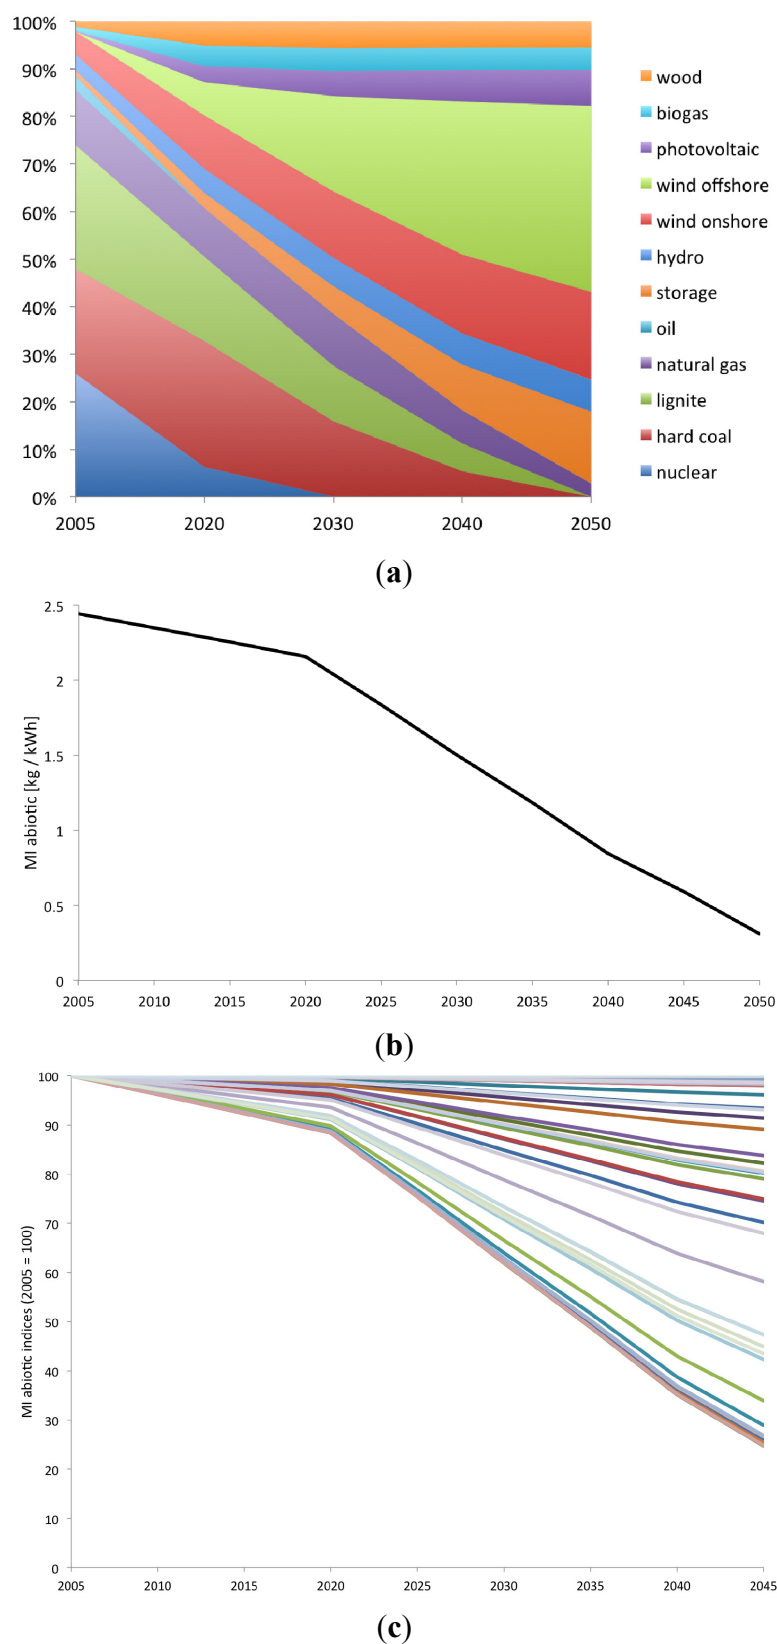 100%
90%
80%
70%
60%
50%
40%
30%
20%
10%
0%
2005 2020 2030 2040 2050
wood
biogas
photovoltaic
wind offshore
wind onshore
hydro
storage
oil
natural gas
lignite
hard coal
nuclear
(a)
MI abiotic [kg / kWh]
2.5
2
1.5
1
0.5
0
2005 2010 2015 2020 2025 2030 2035 2040 2045 2050
(b)
MI abiotic indices (2005 = 100)
100
90
80
70
60
50
40
30
20
10
0
2005 2010 2015 2020 2025 2030 2035 2040 2045
(c)